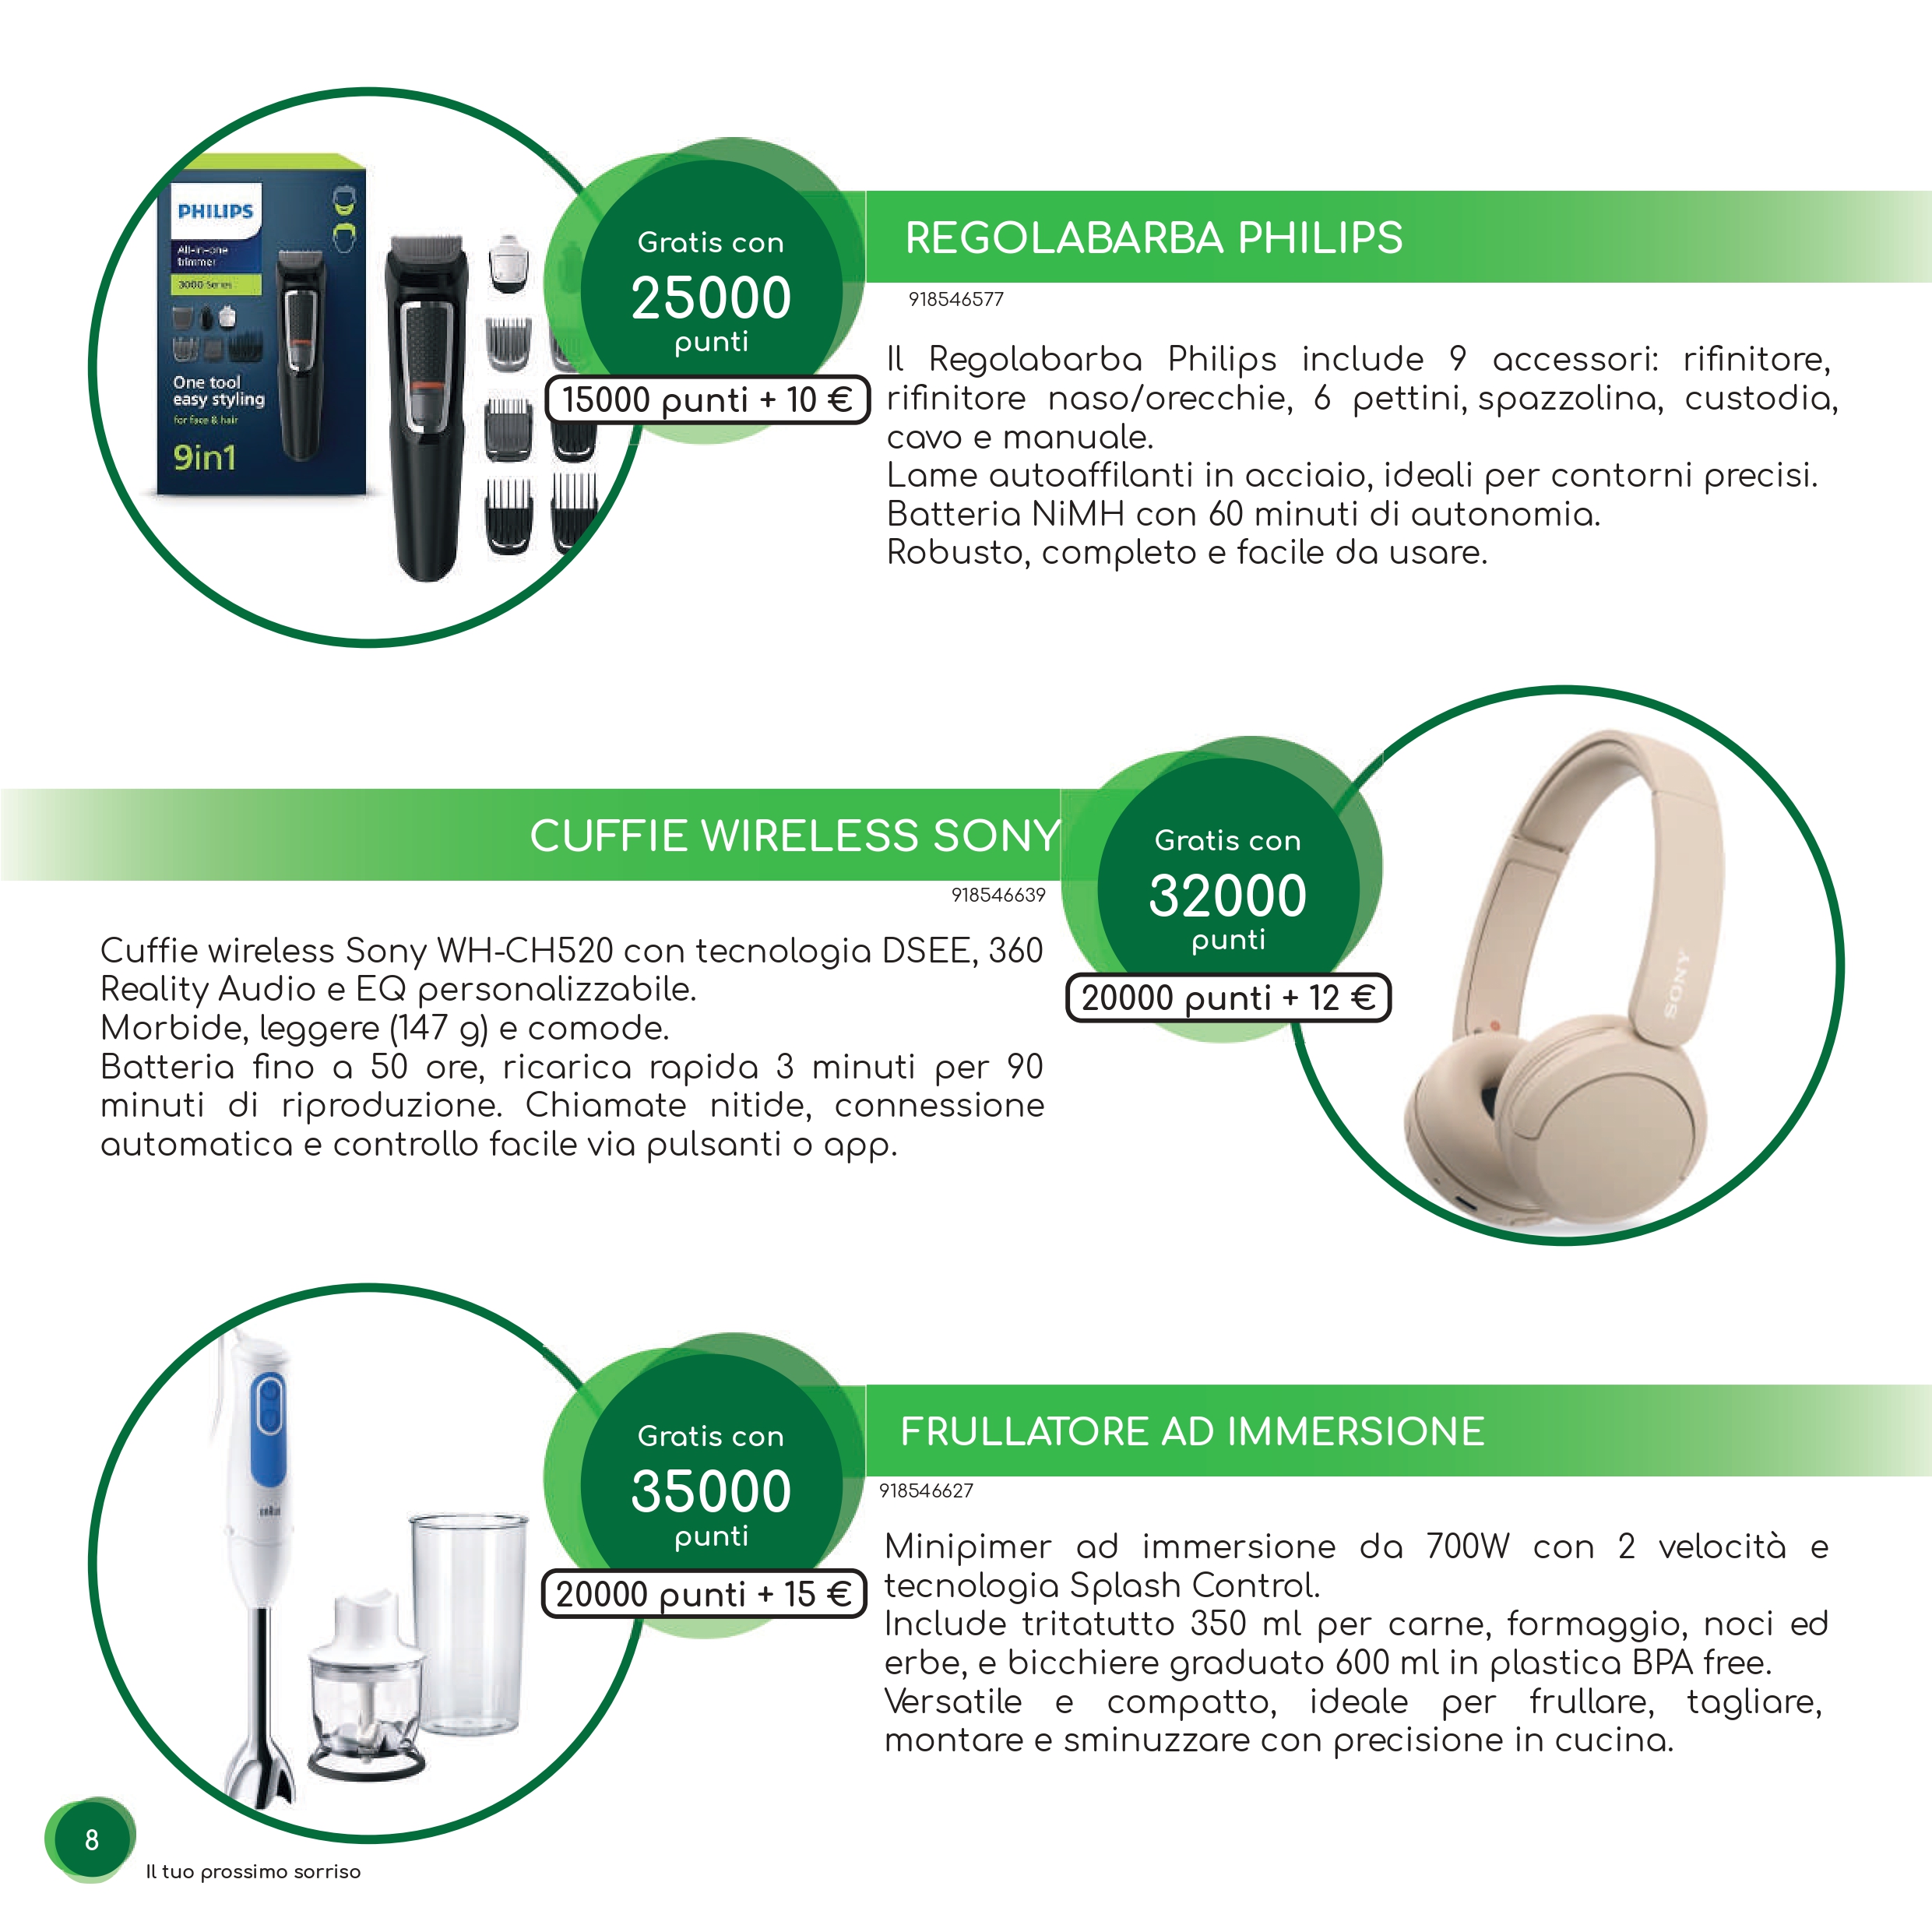 PHILIPS
All-in-one
trimmer
3000 Series
One tool
easy styling
for face & hair
9in1
Gratis con
25000
punti
15000 punti + 10 €
REGOLABARBA PHILIPS
918546577
Il Regolabarba Philips include 9 accessori: rifinitore,
rifinitore naso/orecchie, 6 pettini, spazzolina, custodia,
cavo e manuale.
Lame autoaffilanti in acciaio, ideali per contorni precisi.
Batteria NiMH con 60 minuti di autonomia.
Robusto, completo e facile da usare.
CUFFIE WIRELESS SONY
918546639
Cuffie wireless Sony WH-CH520 con tecnologia DSEE, 360
Reality Audio e EQ personalizzabile.
Morbide, leggere (147 g) e comode.
Batteria fino a 50 ore, ricarica rapida 3 minuti per 90
minuti di riproduzione. Chiamate nitide, connessione
automatica e controllo facile via pulsanti o app.
Gratis con
32000
punti
20000 punti + 12 €
SONY
BRAUN
Gratis con
35000
punti
20000 punti + 15 €
FRULLATORE AD IMMERSIONE
918546627
Minipimer ad immersione da 700W con 2 velocità e
tecnologia Splash Control.
Include tritatutto 350 ml per carne, formaggio, noci ed
erbe, e bicchiere graduato 600 ml in plastica BPA free.
Versatile e compatto, ideale per frullare, tagliare,
montare e sminuzzare con precisione in cucina.
8
Il tuo prossimo sorriso